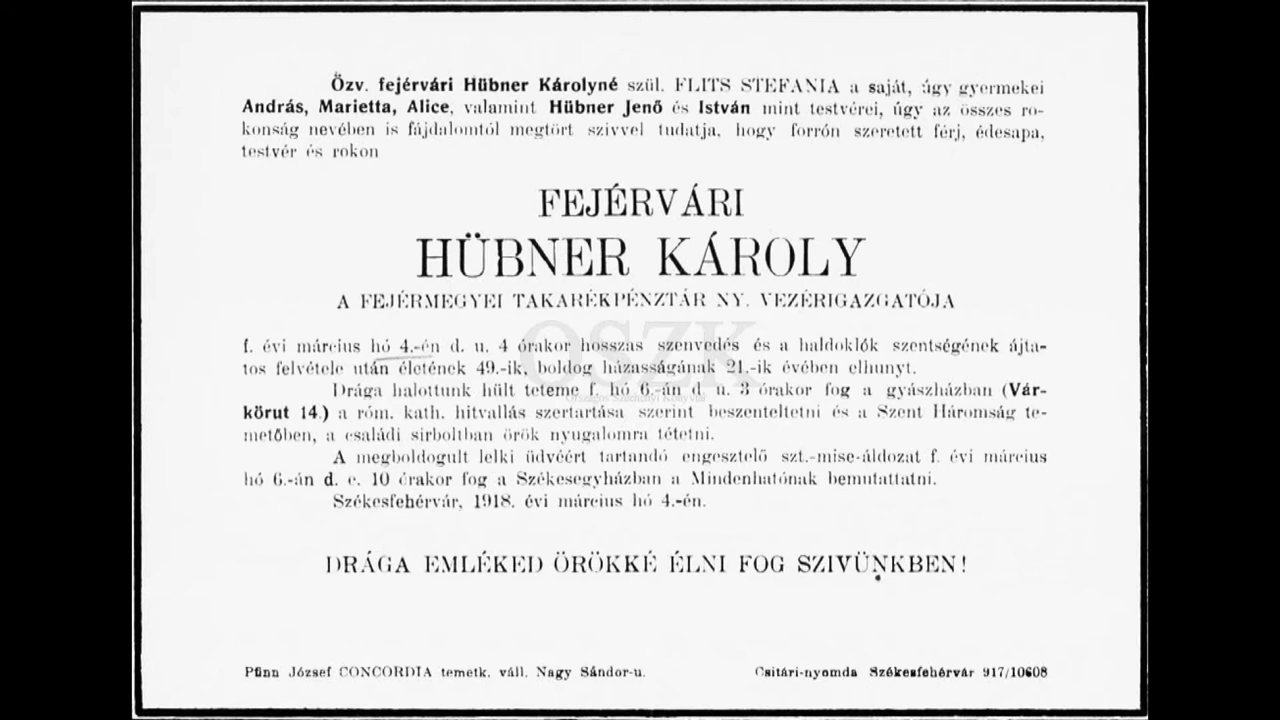 Özv. fejérvári Hübner Károlyné szül. FLITS STEFANIA a saját, úgy gyermekei
András, Marietta, Alice, valamint Hübner Jenő és István mint testvérei, úgy az összes ro-
konság nevében is fájdalomtól megtört szivvel tudatja, hogy forrón szeretett férj, édesapa,
testvér és rokon
FEJÉRVÁRI
HÜBNER KÁROLY
A FEJÉRMEGYEI TAKARÉKPÉNZTÁR NY. VEZÉRIGAZGATÓJA
OSZK
Országos Széchényi Könyvtár
f. évi március hó 4.-én d. u. 4 órakor hosszas szenvedés és a haldoklók szentségének ájta-
tos felvétele után életének 49.-ik, boldog házasságának 21.-ik évében elhunyt.
Drága halottunk hült teteme f. hó 6.-án d. u. 3 órakor fog a gyászházban (Vár-
körut 14.) a róm. kath. hitvallás szertartása szerint beszenteltetni és a Szent Háromság te-
metőben, a családi sirboltban örök nyugalomra tétetni.
A megboldogult lelki üdvéért tartandó engesztelő szt.-mise-áldozat f. évi március
hó 6.-án d. e. 10 órakor fog a Székesegyházban a Mindenhatónak bemutattatni.
Székesfehérvár, 1918. évi március hó 4.-én.
DRÁGA EMLÉKED ÖRÖKKÉ ÉLNI FOG SZIVÜNKBEN!
Pfinn József CONCORDIA temetk. váll. Nagy Sándor-u.
Csitári-nyomda Székesfehérvár 917/10608